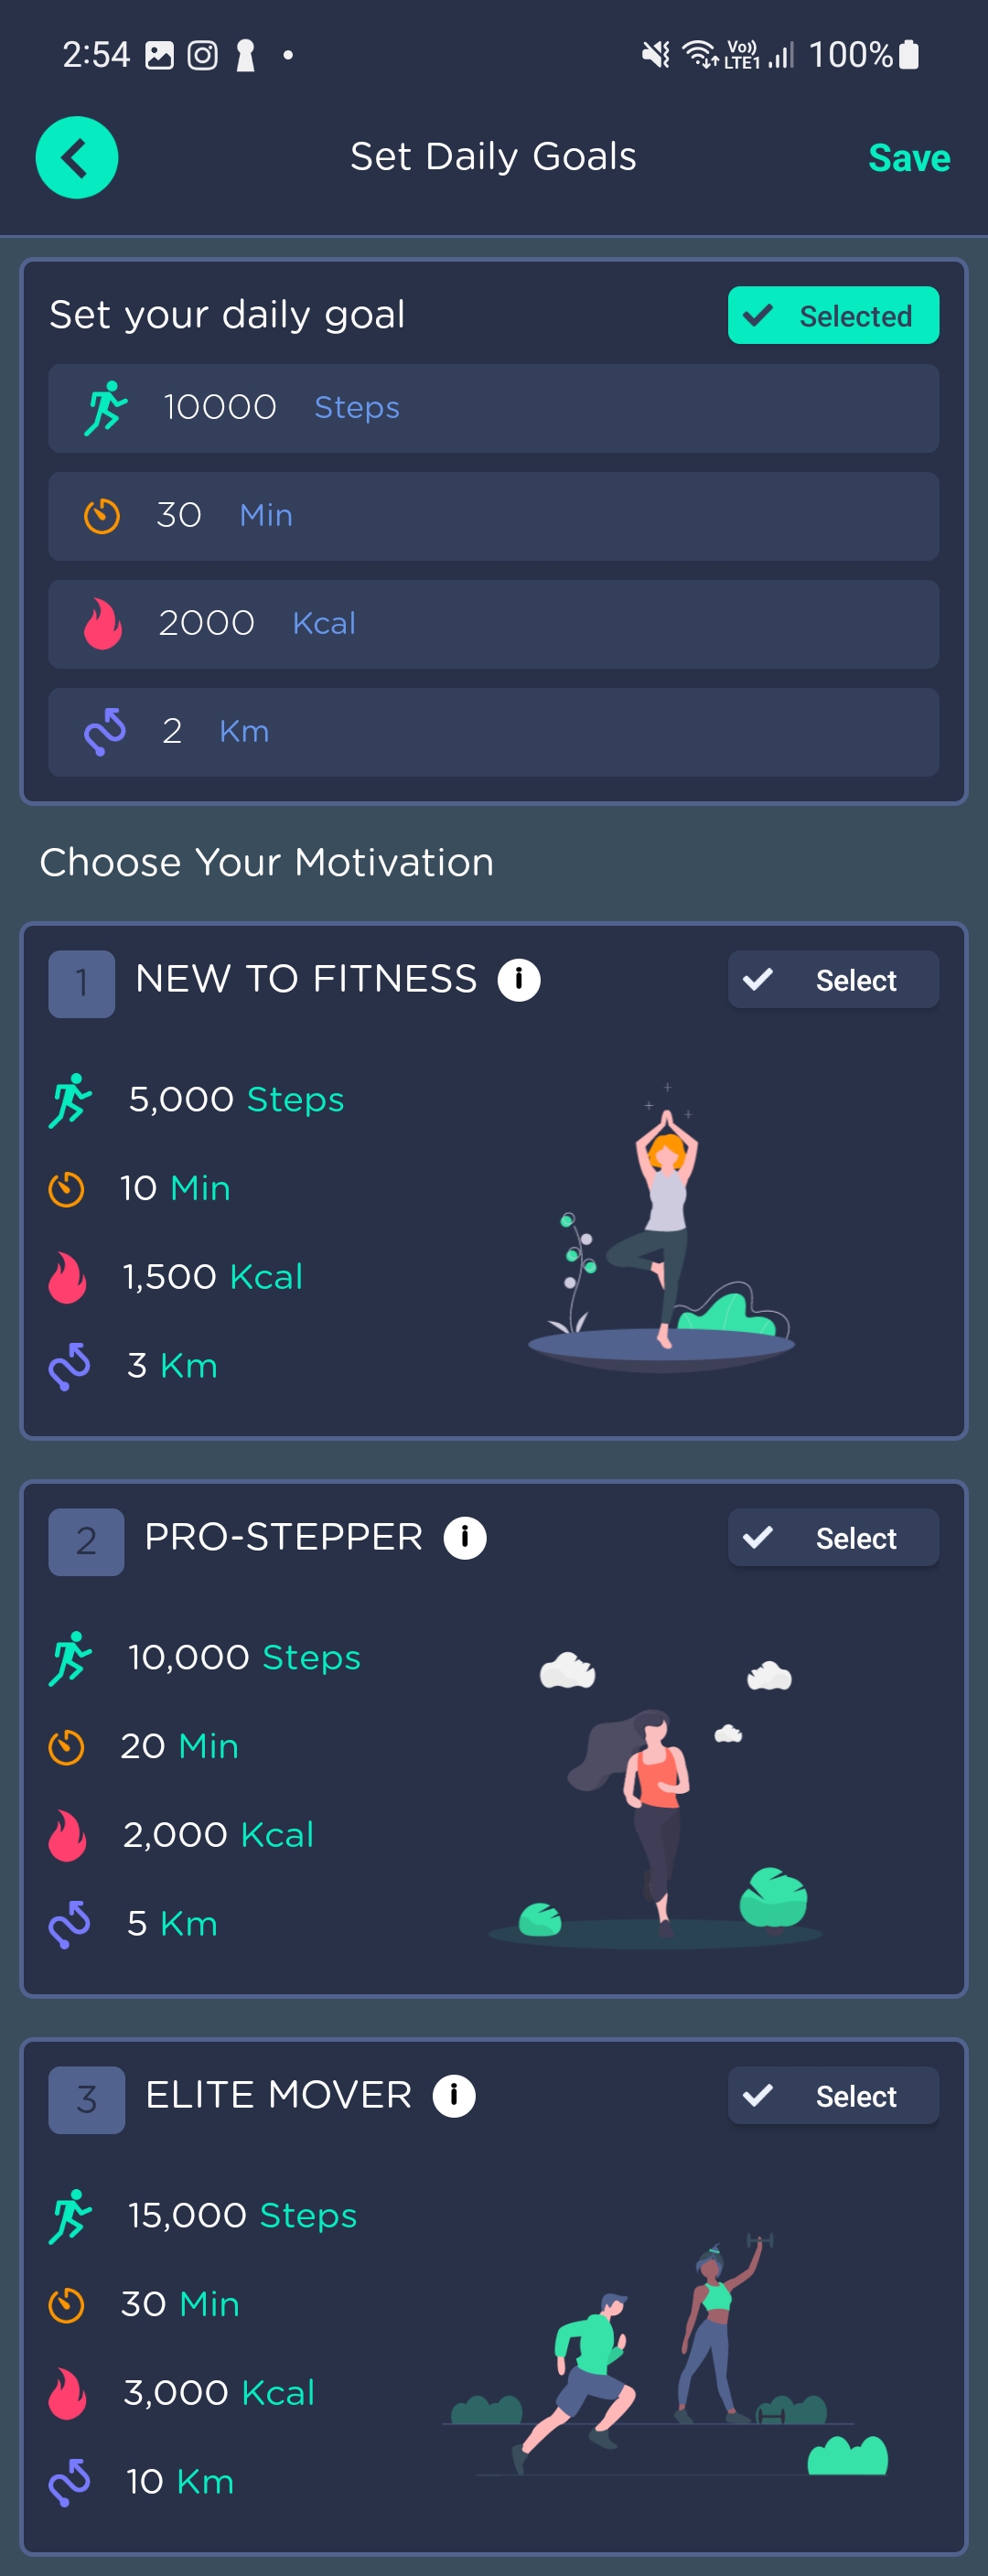 2:54 Vo)) LTE1 100%
Set Daily Goals Save
Set your daily goal Selected
10000 Steps
30 Min
2000 Kcal
2 Km
Choose Your Motivation
1 NEW TO FITNESS i Select
5,000 Steps
10 Min
1,500 Kcal
3 Km
2 PRO-STEPPER i Select
10,000 Steps
20 Min
2,000 Kcal
5 Km
3 ELITE MOVER i Select
15,000 Steps
30 Min
3,000 Kcal
10 Km